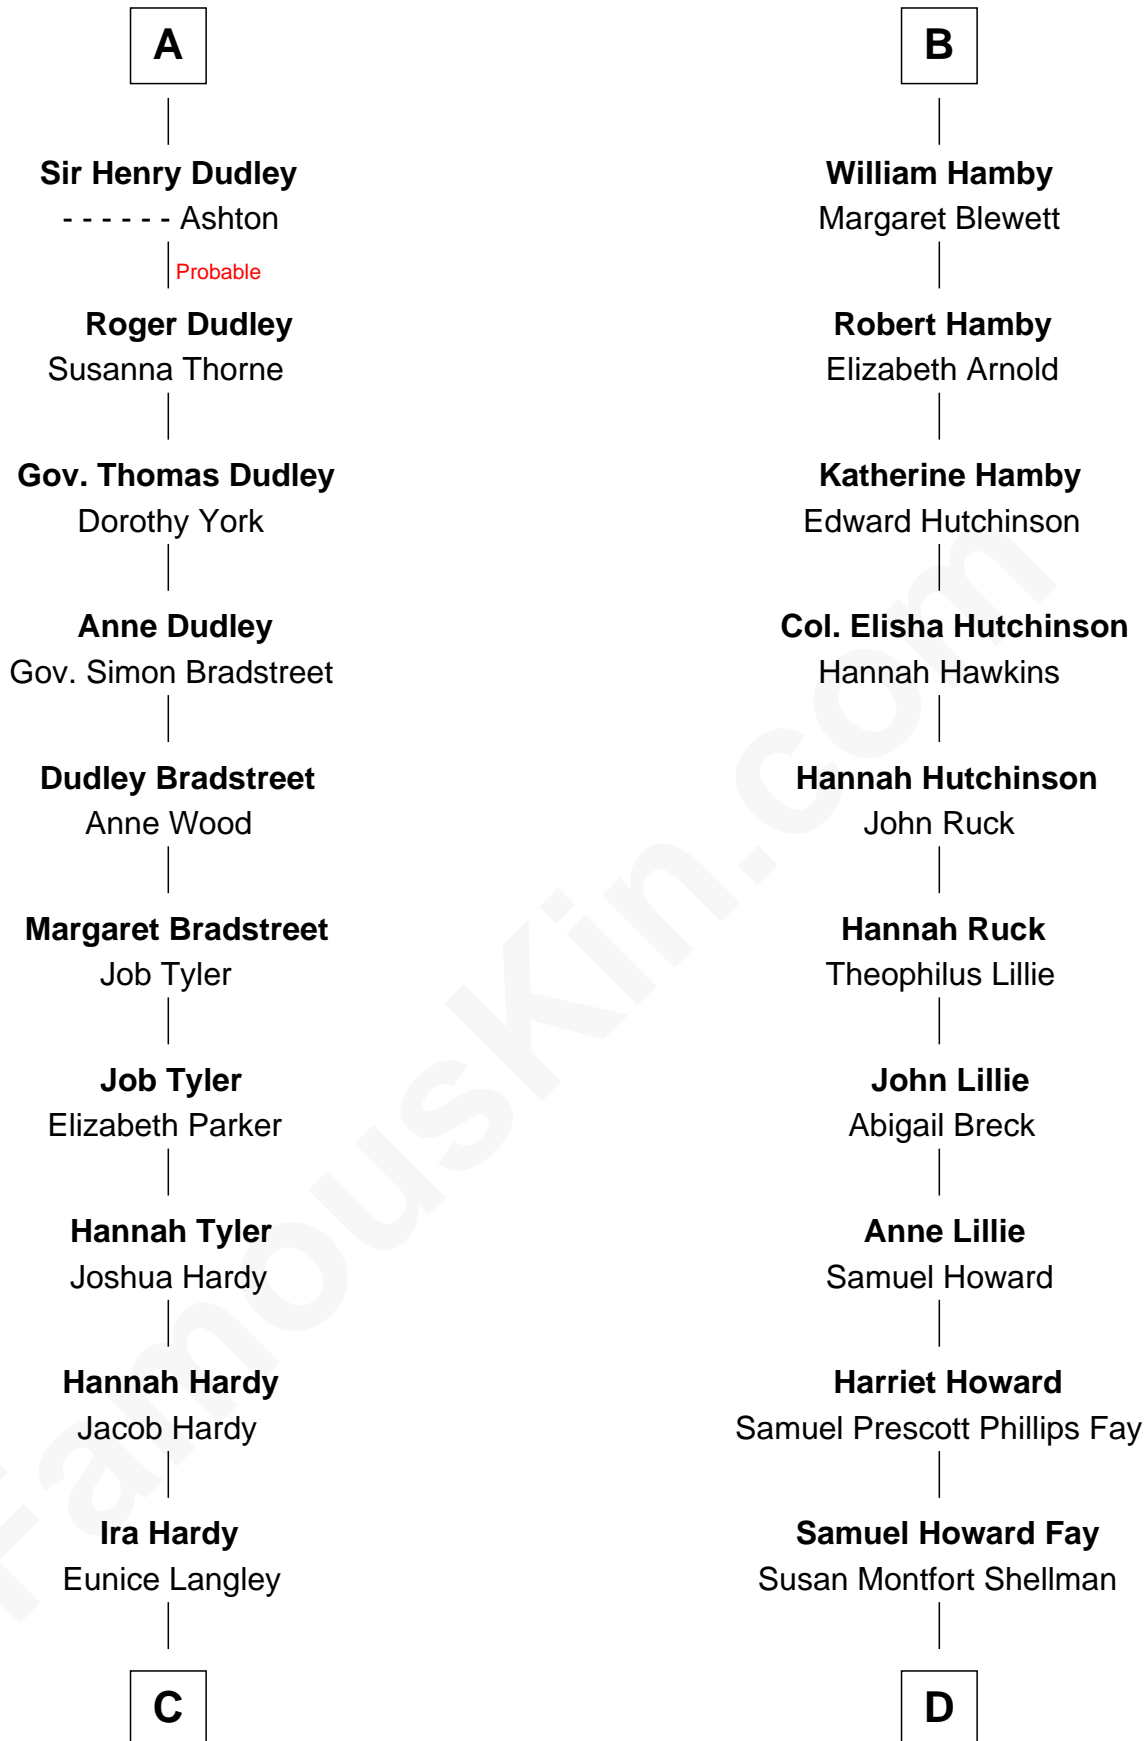 A
Sir Henry Dudley
- - - - - - Ashton
Probable
Roger Dudley
Susanna Thorne
Gov. Thomas Dudley
Dorothy York
Anne Dudley
Gov. Simon Bradstreet
Dudley Bradstreet
Anne Wood
Margaret Bradstreet
Job Tyler
Job Tyler
Elizabeth Parker
Hannah Tyler
Joshua Hardy
Hannah Hardy
Jacob Hardy
Ira Hardy
Eunice Langley
C
B
William Hamby
Margaret Blewett
Robert Hamby
Elizabeth Arnold
Katherine Hamby
Edward Hutchinson
Col. Elisha Hutchinson
Hannah Hawkins
Hannah Hutchinson
John Ruck
Hannah Ruck
Theophilus Lillie
John Lillie
Abigail Breck
Anne Lillie
Samuel Howard
Harriet Howard
Samuel Prescott Phillips Fay
Samuel Howard Fay
Susan Montfort Shellman
D
FamousKin.com